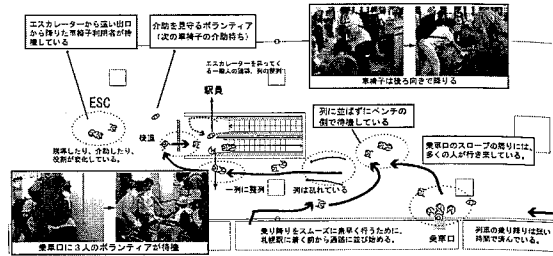 エスカレーターから遠い出口
から降りた車椅子利用者が待
機している
介助を見守るボランティア
(次の車椅子の介助待ち)
エスカレーターを降りてく
る一般人の誘導、列の整列
駅員
車椅子は後ろ向きで降りる
ESC
検温
誘導したり、介助したり、
役割が変化している。
列に並ばずにベンチの
側で待機している
乗車口のスロープの周りには、
多くの人が行き来している。
一列に整列
列は乱れている
乗車口に3人のボランティアが待機
乗り降りをスムーズに素早く行うために、
札幌駅に着く前から通路に並び始める。
乗車口
列車の乗り降りは短い
時間で済んでいる。